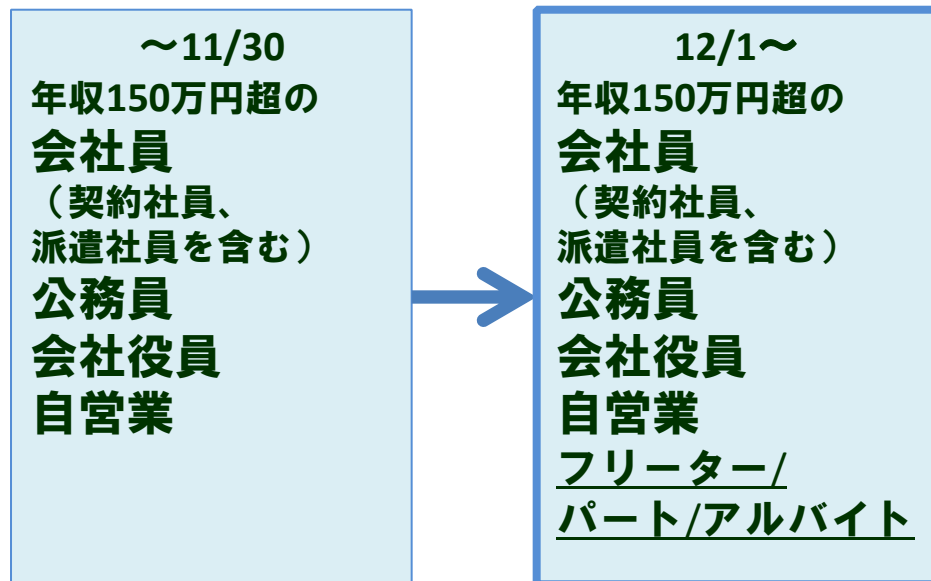 ～11/30
年収150万円超の
会社員
（契約社員、
派遣社員を含む）
公務員
会社役員
自営業
12/1～
年収150万円超の
会社員
（契約社員、
派遣社員を含む）
公務員
会社役員
自営業
フリーター/
パート/アルバイト